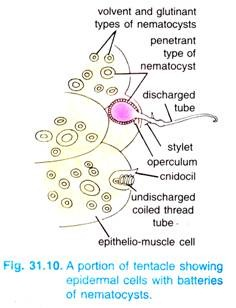 volvent and glutinant
types of nematocysts
penetrant
type of
nematocyst
discharged
tube
stylet
operculum
cnidocil
undischarged
coiled thread
tube
epithelio-muscle cell
Fig. 31.10. A portion of tentacle showing
epidermal cells with batteries
of nematocysts.